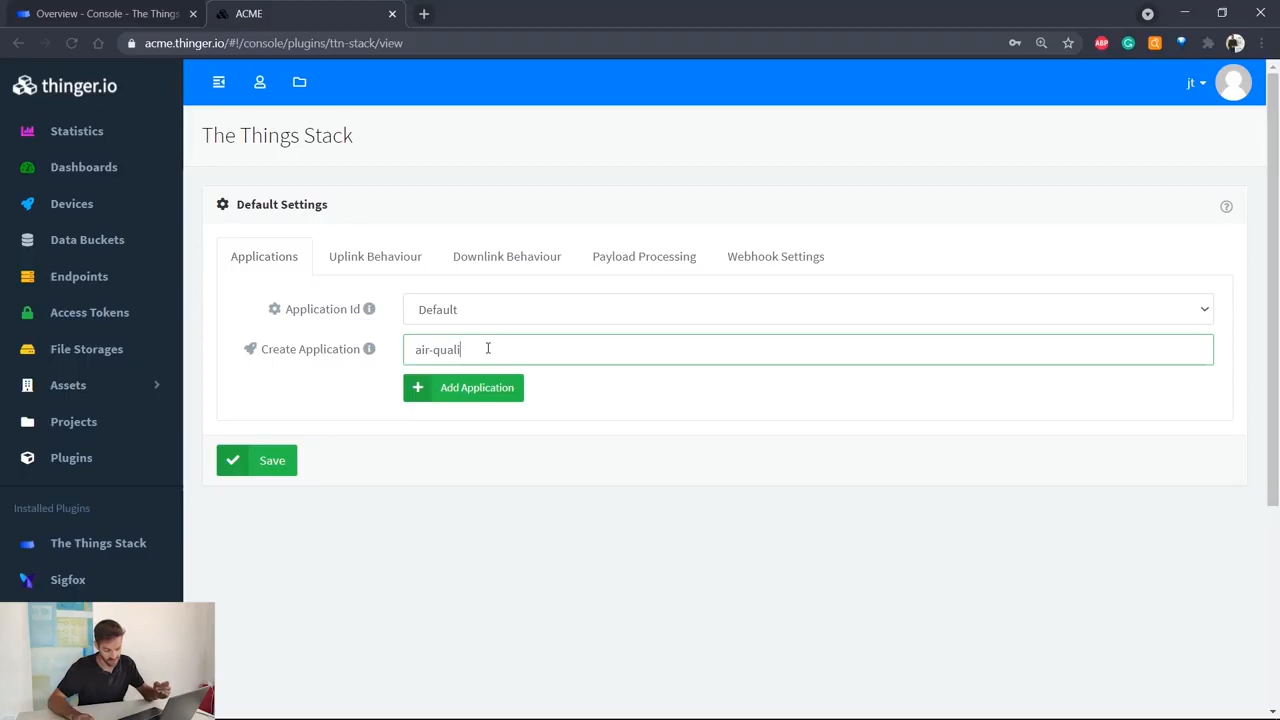 Overview - Console - The Things
ACME
acme.thinger.io/#!/console/plugins/ttn-stack/view
ABP
thinger.io
jt
Statistics
Dashboards
Devices
Data Buckets
Endpoints
Access Tokens
File Storages
Assets
Projects
Plugins
Installed Plugins
The Things Stack
Sigfox
The Things Stack
Default Settings
Applications
Uplink Behaviour
Downlink Behaviour
Payload Processing
Webhook Settings
Application Id
Default
Create Application
air-quali
Add Application
Save